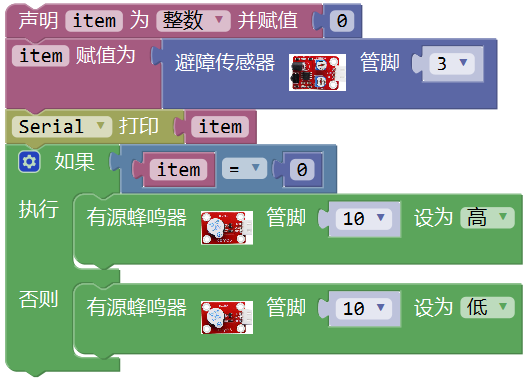 声明 item 为 整数 并赋值 0
item 赋值为 避障传感器 管脚 3
Serial 打印 item
如果 item = 0
执行 有源蜂鸣器 管脚 10 设为 高
否则 有源蜂鸣器 管脚 10 设为 低